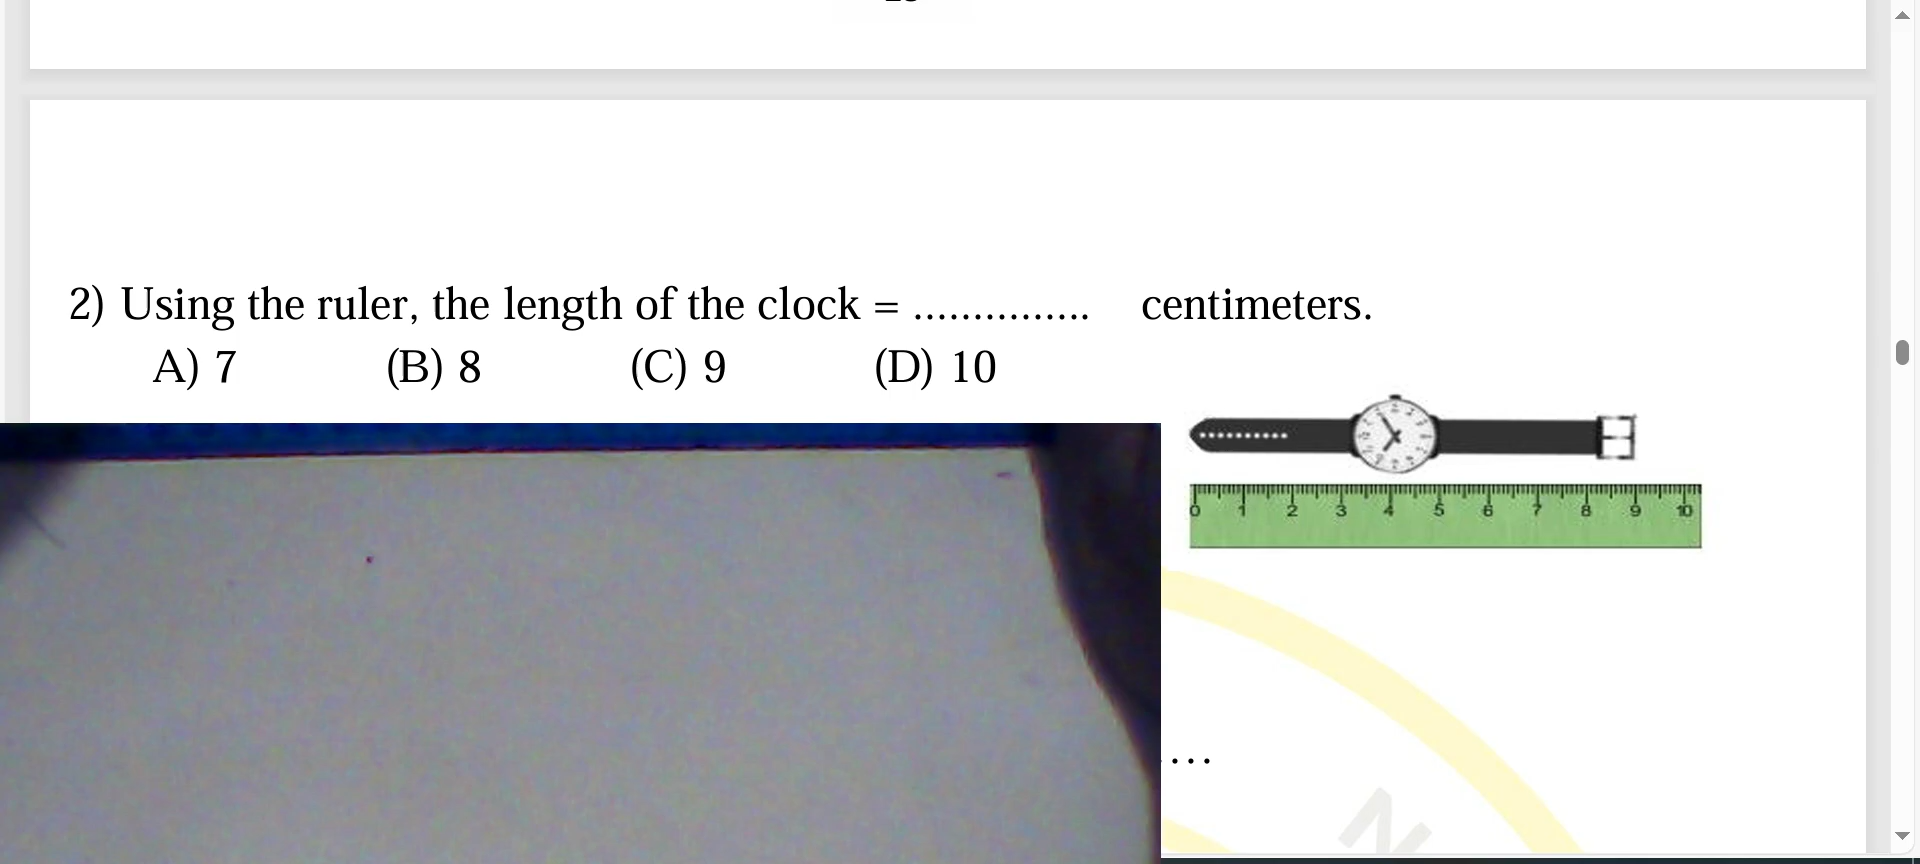 2) Using the ruler, the length of the clock = ............... centimeters.
A) 7 (B) 8 (C) 9 (D) 10
0 1 2 3 4 5 6 7 8 9 10
....
N